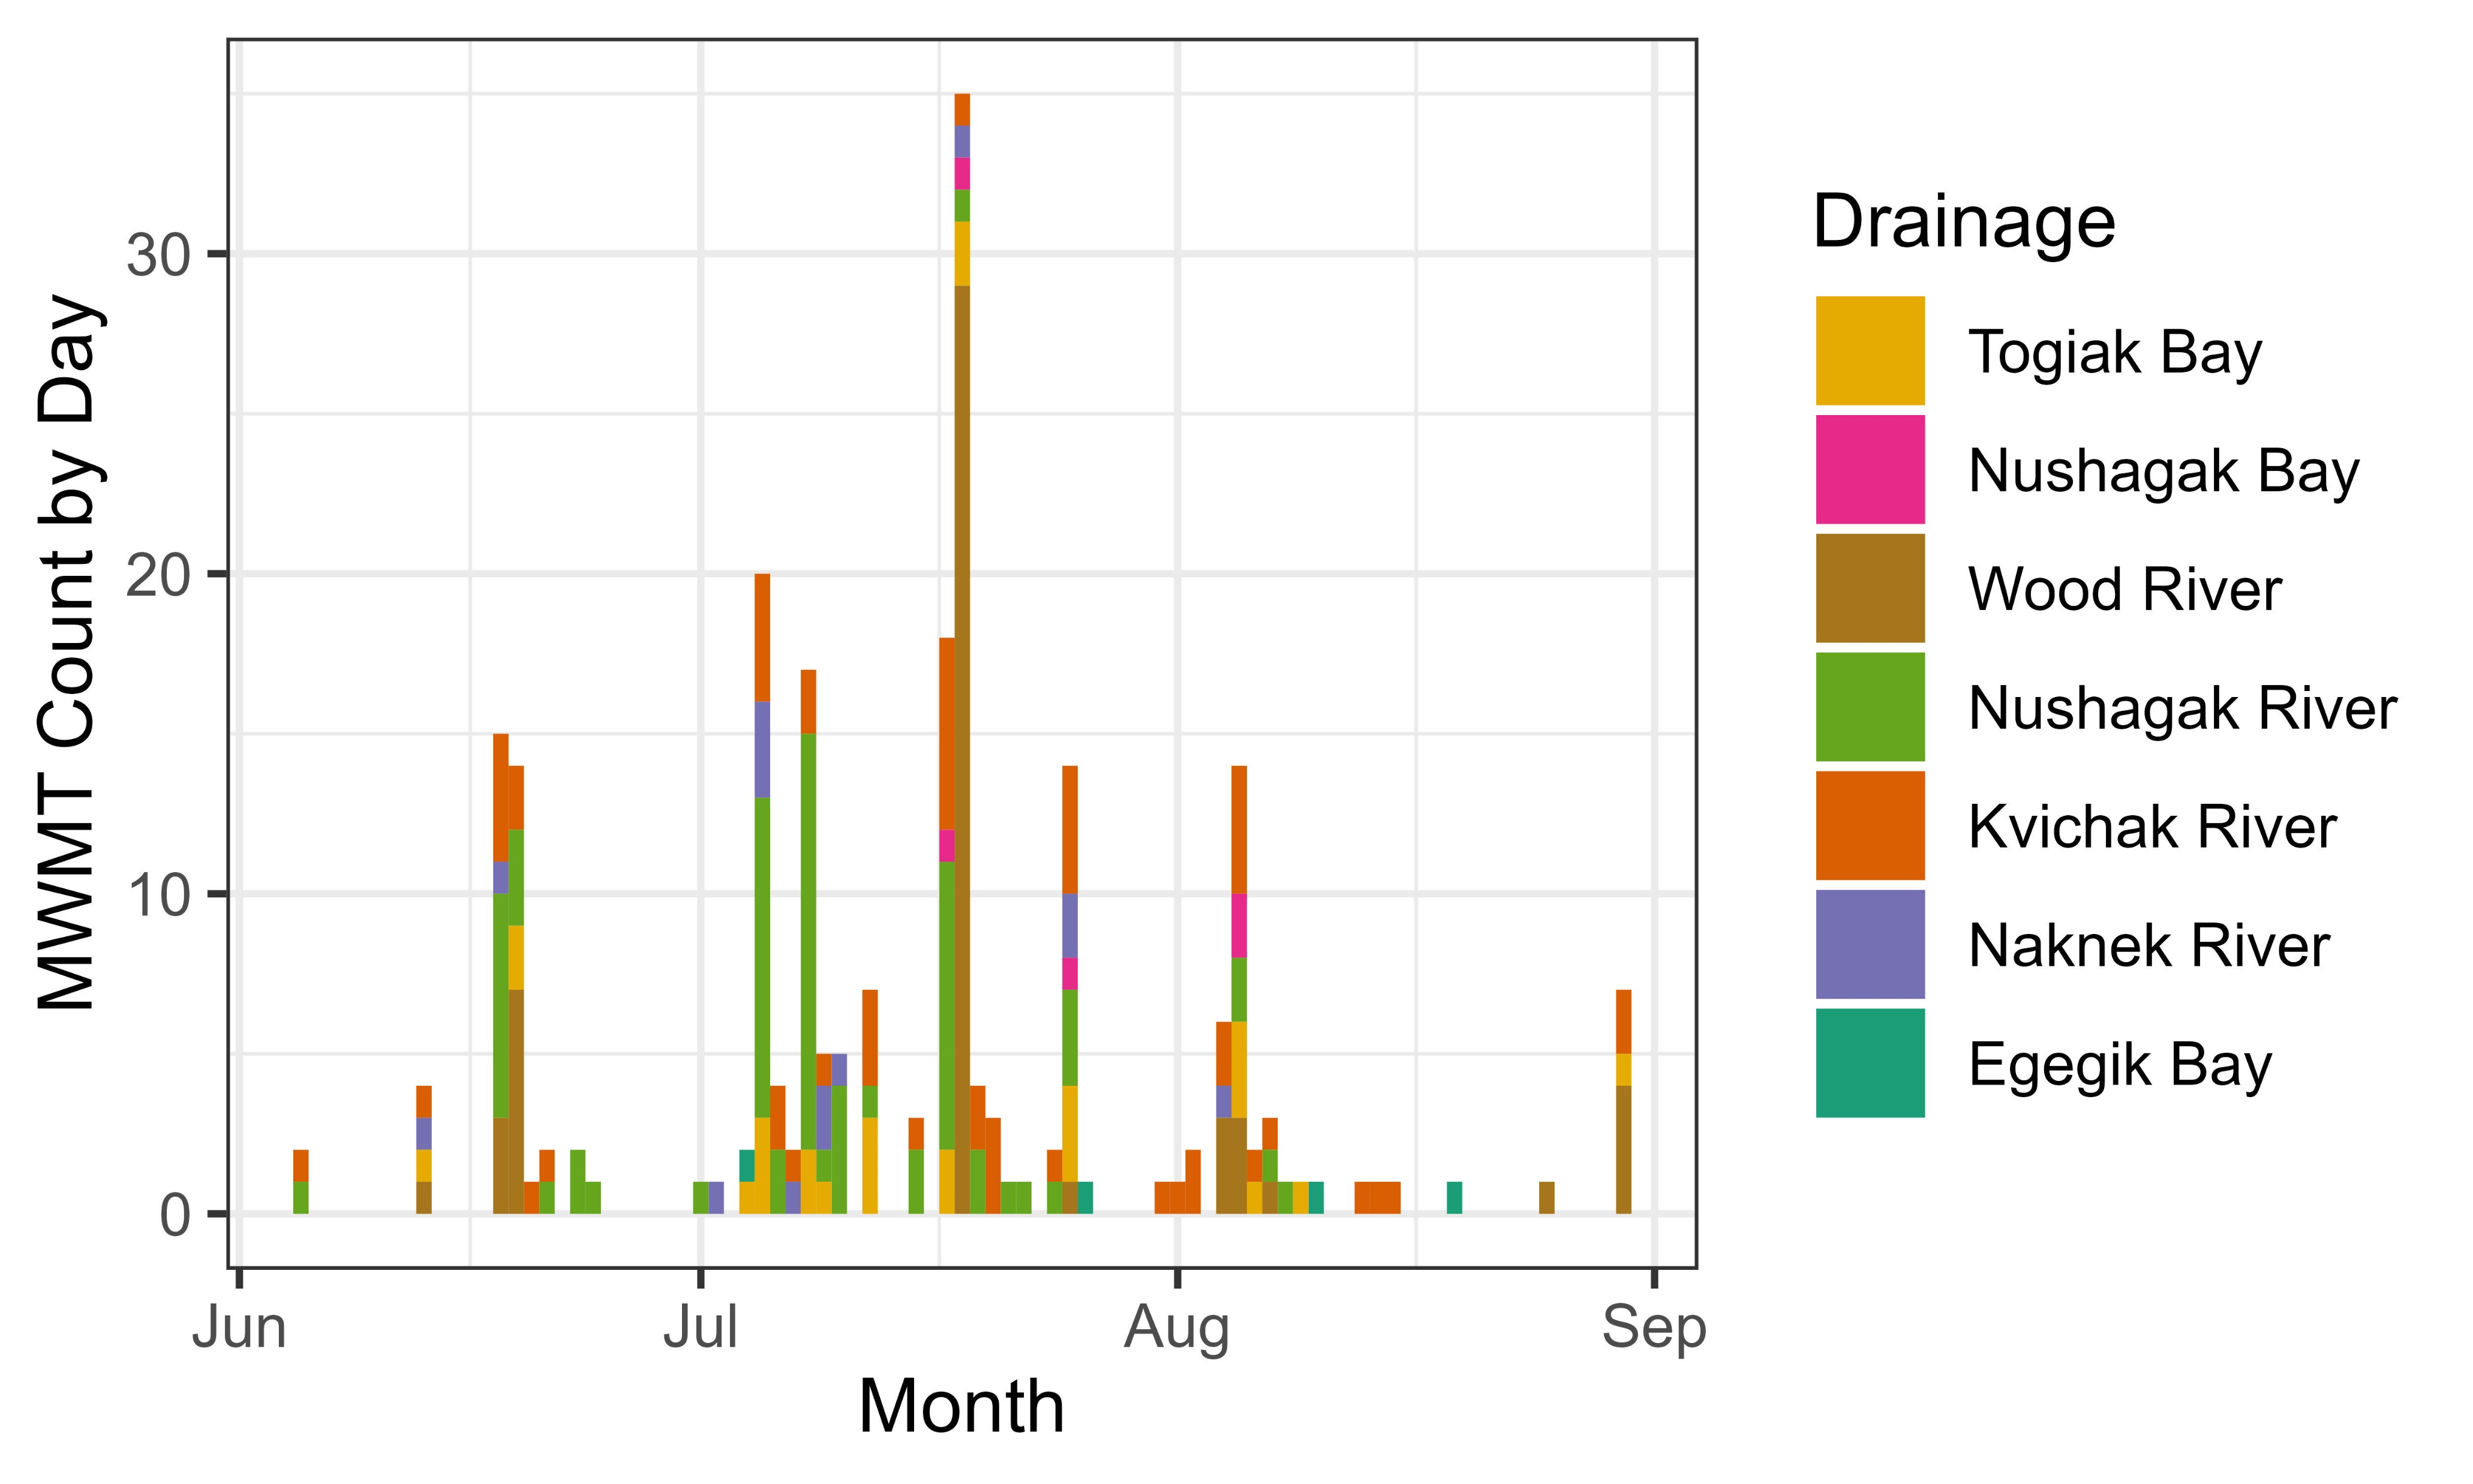 MWMT Count by Day
30
20
10
0
Jun
Jul
Aug
Sep
Month
Drainage
Togiak Bay
Nushagak Bay
Wood River
Nushagak River
Kvichak River
Naknek River
Egegik Bay